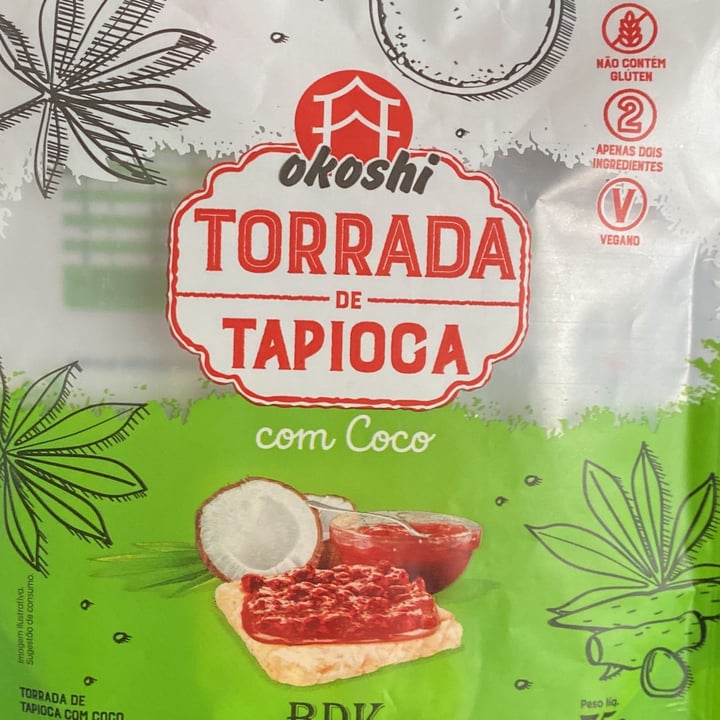 NÃO CONTÉM
GLÚTEN
2
APENAS DOIS
INGREDIENTES
V
VEGANO
okoshi
TORRADA
DE
TAPIOCA
com Coco
Imagem ilustrativa.
Sugestão de consumo.
TORRADA DE
TAPIOCA COM COCO
BDK
Peso líq.